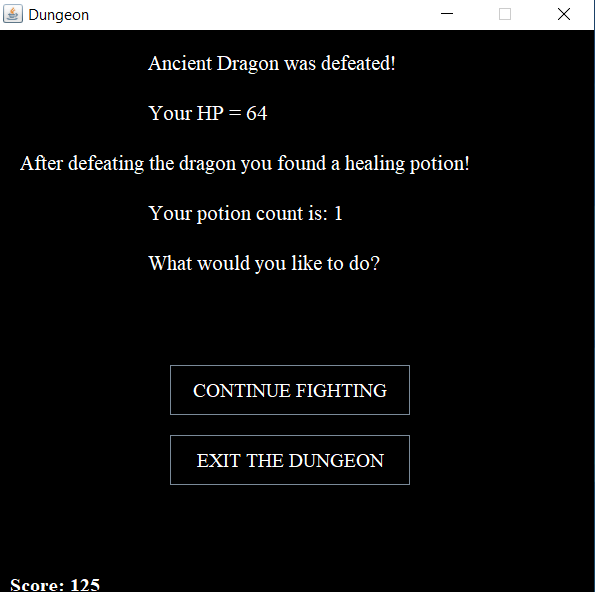 Dungeon
Ancient Dragon was defeated!
Your HP = 64
After defeating the dragon you found a healing potion!
Your potion count is: 1
What would you like to do?
CONTINUE FIGHTING
EXIT THE DUNGEON
Score: 125